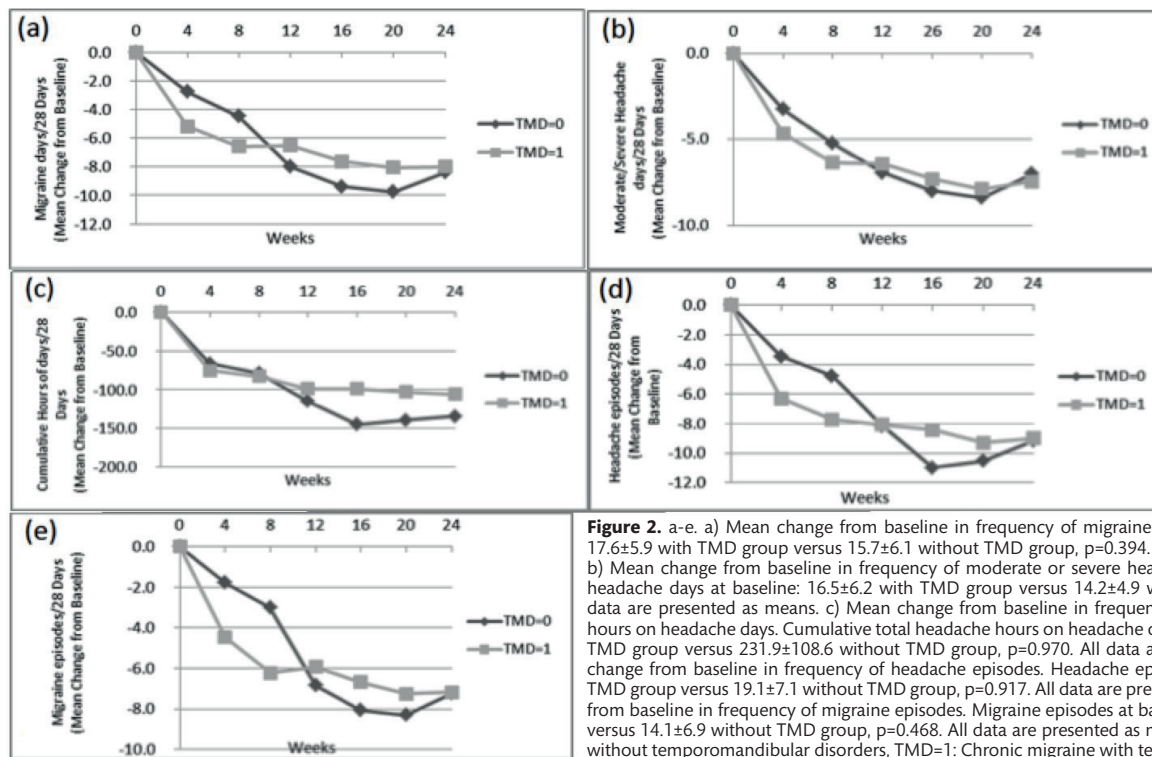 (a)
0 4 8 12 16 20 24
0.0
-2.0
-4.0
-6.0
-8.0
-10.0
-12.0
Migraine days/28 Days
(Mean Change from Baseline)
Weeks
TMD=0
TMD=1
(b)
0 4 8 12 16 20 24
0.0
-5.0
-10.0
Moderate/Severe Headache
days/28 Days
(Mean Change from Baseline)
Weeks
TMD=0
TMD=1
(c)
0 4 8 12 16 20 24
0.0
-50.0
-100.0
-150.0
-200.0
Cumulative Hours of days/28
Days
(Mean Change from Baseline)
Weeks
TMD=0
TMD=1
(d)
0 4 8 12 16 20 24
0.0
-2.0
-4.0
-6.0
-8.0
-10.0
-12.0
Headache episodes/28 Days
(Mean Change from
Baseline)
Weeks
TMD=0
TMD=1
(e)
0 4 8 12 16 20 24
0.0
-2.0
-4.0
-6.0
-8.0
-10.0
Migraine episodes/28 Days
(Mean Change from Baseline)
Weeks
TMD=0
TMD=1
Figure 2. a-e. a) Mean change from baseline in frequency of migraine
17.6±5.9 with TMD group versus 15.7±6.1 without TMD group, p=0.394.
b) Mean change from baseline in frequency of moderate or severe hea
headache days at baseline: 16.5±6.2 with TMD group versus 14.2±4.9 w
data are presented as means. c) Mean change from baseline in frequen
hours on headache days. Cumulative total headache hours on headache d
TMD group versus 231.9±108.6 without TMD group, p=0.970. All data a
change from baseline in frequency of headache episodes. Headache epi
TMD group versus 19.1±7.1 without TMD group, p=0.917. All data are pre
from baseline in frequency of migraine episodes. Migraine episodes at ba
versus 14.1±6.9 without TMD group, p=0.468. All data are presented as m
without temporomandibular disorders, TMD=1: Chronic migraine with te